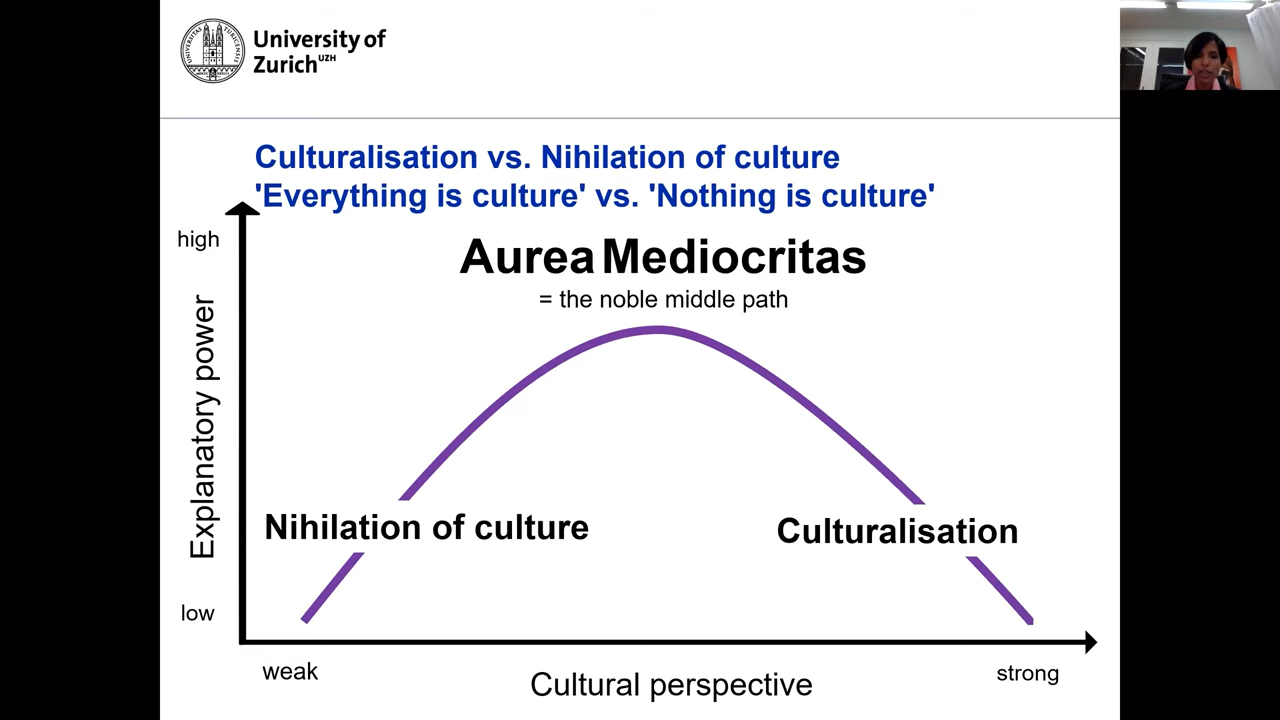 University of
Zurich UZH
Culturalisation vs. Nihilation of culture
'Everything is culture' vs. 'Nothing is culture'
high
Aurea Mediocritas
= the noble middle path
Explanatory power
Nihilation of culture
Culturalisation
low
weak
Cultural perspective
strong